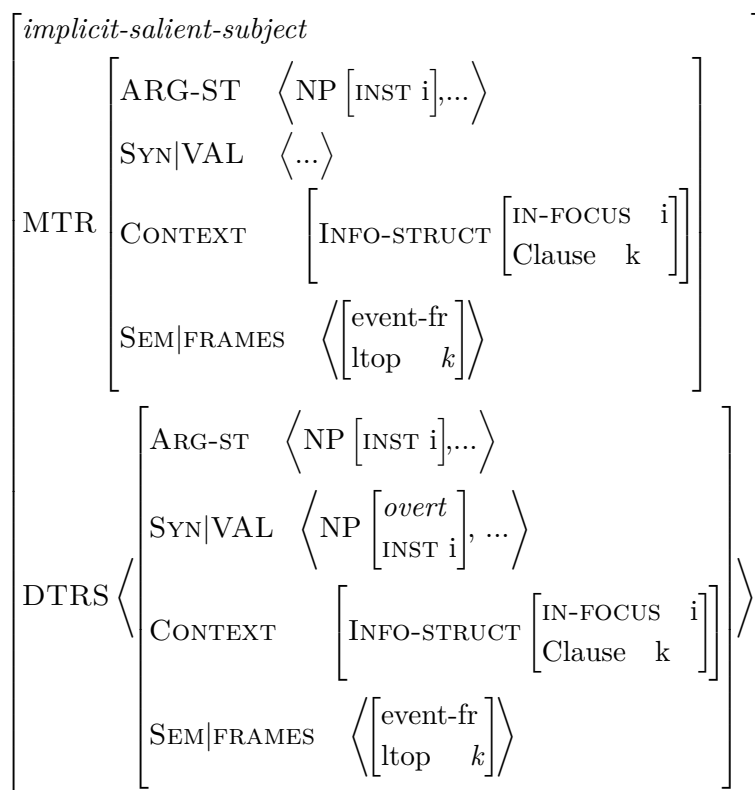 implicit-salient-subject
ARG-ST ⟨NP [INST i],...⟩
SYN|VAL ⟨...⟩
MTR CONTEXT [INFO-STRUCT [IN-FOCUS i
Clause k]]
SEM|FRAMES ⟨[event-fr
ltop k]⟩
ARG-ST ⟨NP [INST i],...⟩
SYN|VAL ⟨NP [overt
INST i], ...⟩
DTRS ⟨CONTEXT [INFO-STRUCT [IN-FOCUS i
Clause k]]⟩
SEM|FRAMES ⟨[event-fr
ltop k]⟩